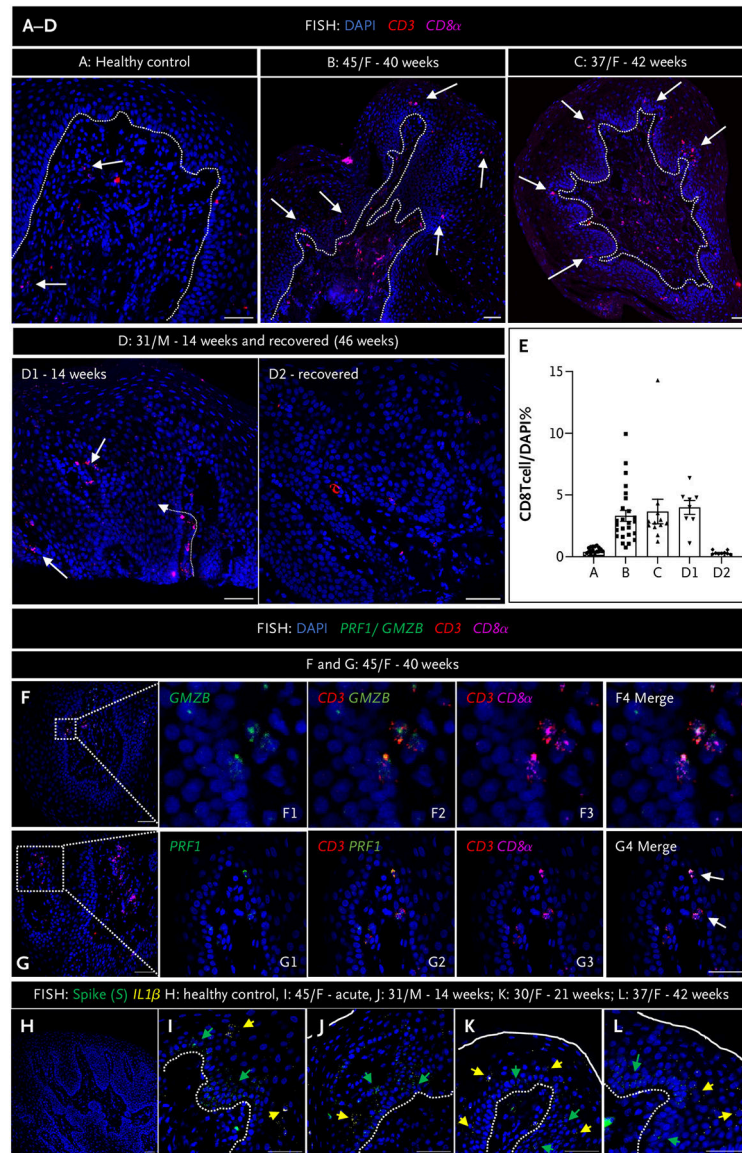 A–D FISH: DAPI CD3 CD8α
A: Healthy control
B: 45/F - 40 weeks
C: 37/F - 42 weeks
D: 31/M - 14 weeks and recovered (46 weeks)
D1 - 14 weeks
D2 - recovered
E
CD8Tcell/DAPI%
15
10
5
0
A B C D1 D2
FISH: DAPI PRF1/ GMZB CD3 CD8α
F and G: 45/F - 40 weeks
F
GMZB
CD3 GMZB
CD3 CD8α
F4 Merge
F1
F2
F3
PRF1
CD3 PRF1
CD3 CD8α
G4 Merge
G
G1
G2
G3
FISH: Spike (S) IL1β H: healthy control, I: 45/F - acute, J: 31/M - 14 weeks; K: 30/F - 21 weeks; L: 37/F - 42 weeks
H
I
J
K
L